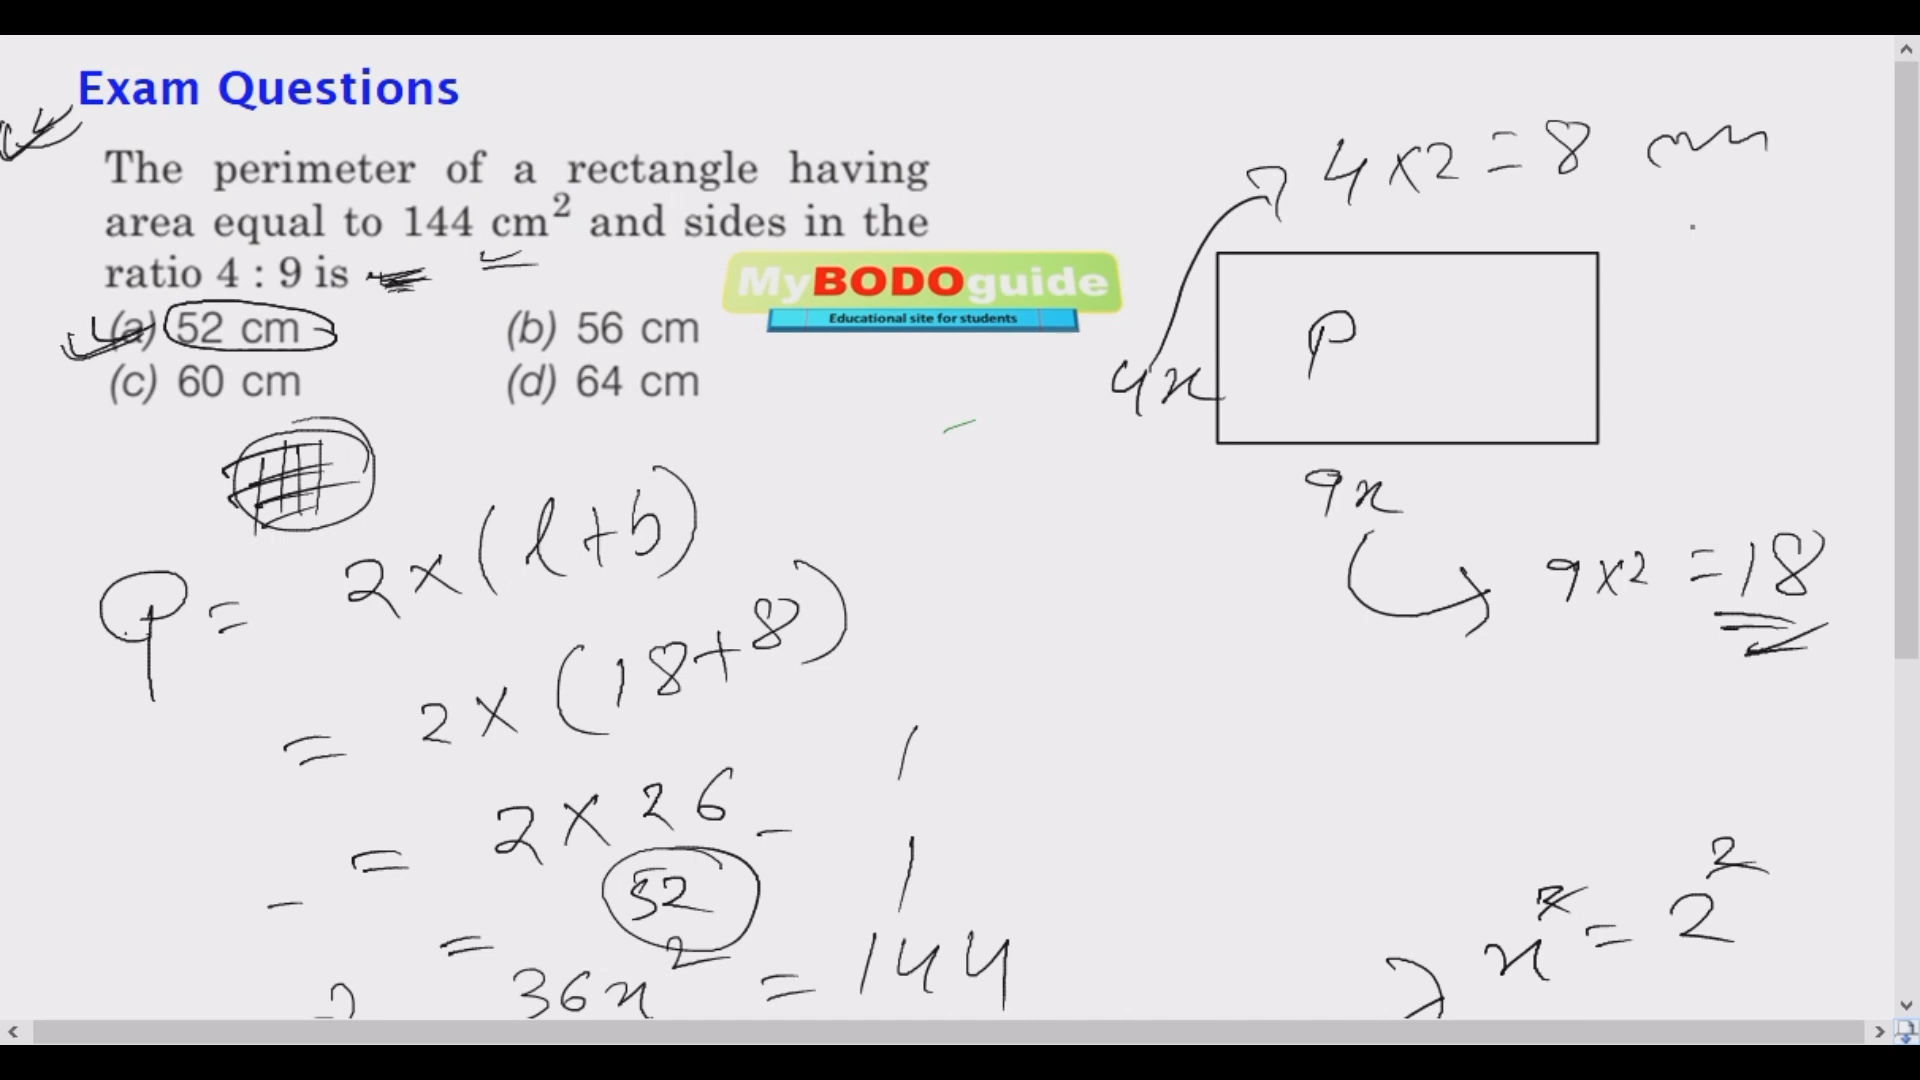 Exam Questions
The perimeter of a rectangle having
area equal to 144 cm² and sides in the
ratio 4 : 9 is
(a) 52 cm
(b) 56 cm
(c) 60 cm
(d) 64 cm
MyBODOguide
Educational site for students
4×2=8
P
4x
9x
9×2=18
P = 2×(l+b)
= 2×(18+8)
= 2×26
= 52
36x² = 144
x² = 2²